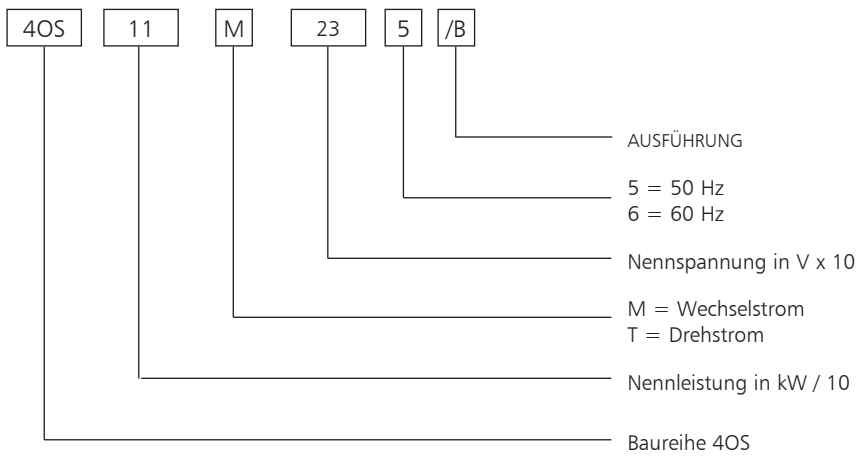 4OS 11 M 23 5 /B
AUSFÜHRUNG
5 = 50 Hz
6 = 60 Hz
Nennspannung in V x 10
M = Wechselstrom
T = Drehstrom
Nennleistung in kW / 10
Baureihe 4OS